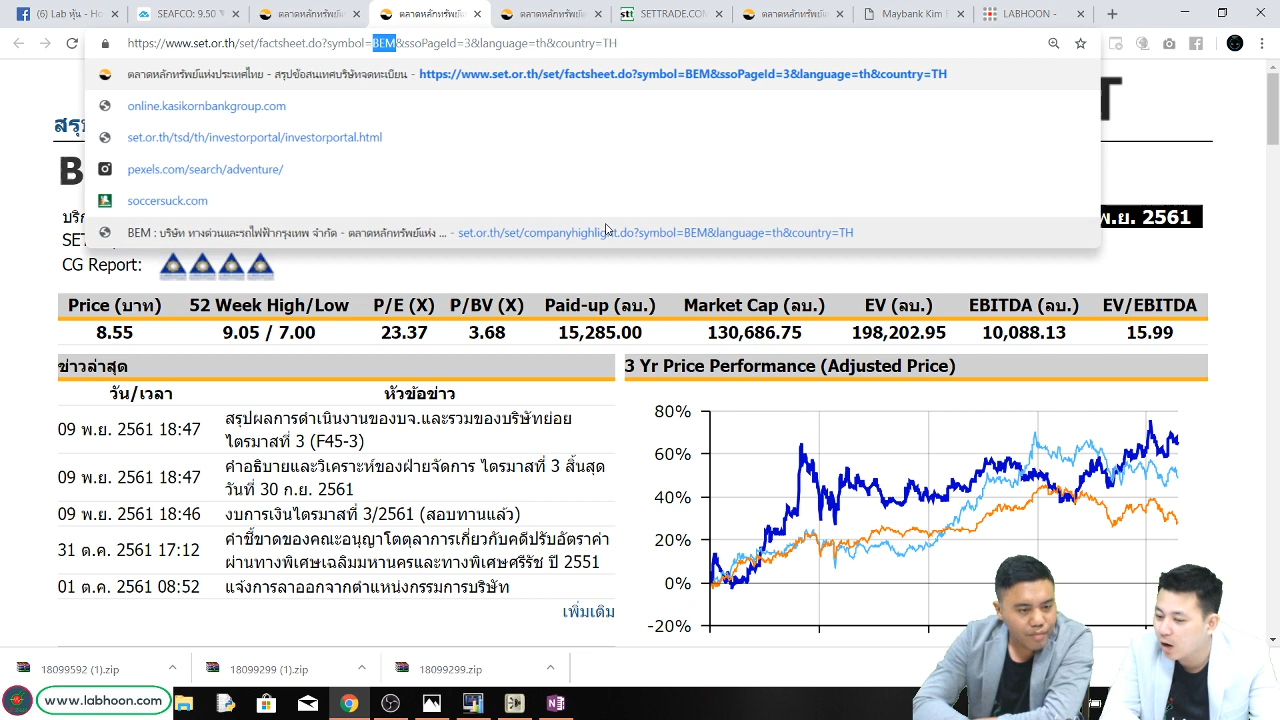 Lab หุ้น - Home
SEAFCO: 9.50
ตลาดหลักทรัพย์
ตลาดหลักทรัพย์
ตลาดหลักทรัพย์
SETTRADE.COM
ตลาดหลักทรัพย์
Maybank Kim
LABHOON -
https://www.set.or.th/set/factsheet.do?symbol=BEM&ssoPageId=3&language=th&country=TH
ตลาดหลักทรัพย์แห่งประเทศไทย - สรุปข้อสนเทศบริษัทจดทะเบียน - https://www.set.or.th/set/factsheet.do?symbol=BEM&ssoPageId=3&language=th&country=TH
online.kasikornbankgroup.com
set.or.th/tsd/th/investorportal/investorportal.html
pexels.com/search/adventure/
soccersuck.com
BEM : บริษัท ทางด่วนและรถไฟฟ้ากรุงเทพ จำกัด - ตลาดหลักทรัพย์แห่ง ... - set.or.th/set/companyhighlight.do?symbol=BEM&language=th&country=TH
พ.ย. 2561
CG Report:
Price (บาท) 52 Week High/Low P/E (X) P/BV (X) Paid-up (ลบ.) Market Cap (ลบ.) EV (ลบ.) EBITDA (ลบ.) EV/EBITDA
8.55 9.05 / 7.00 23.37 3.68 15,285.00 130,686.75 198,202.95 10,088.13 15.99
ข่าวล่าสุด
วัน/เวลา หัวข้อข่าว
09 พ.ย. 2561 18:47 สรุปผลการดำเนินงานของบจ.และรวมของบริษัทย่อย
ไตรมาสที่ 3 (F45-3)
09 พ.ย. 2561 18:47 คำอธิบายและวิเคราะห์ของฝ่ายจัดการ ไตรมาสที่ 3 สิ้นสุด
วันที่ 30 ก.ย. 2561
09 พ.ย. 2561 18:46 งบการเงินไตรมาสที่ 3/2561 (สอบทานแล้ว)
31 ต.ค. 2561 17:12 คำชี้ขาดของคณะอนุญาโตตุลาการเกี่ยวกับคดีปรับอัตราค่า
ผ่านทางพิเศษเฉลิมมหานครและทางพิเศษศรีรัช ปี 2551
01 ต.ค. 2561 08:52 แจ้งการลาออกจากตำแหน่งกรรมการบริษัท
เพิ่มเติม
3 Yr Price Performance (Adjusted Price)
80%
60%
40%
20%
0%
-20%
18099592 (1).zip
18099299 (1).zip
18099299.zip
www.labhoon.com